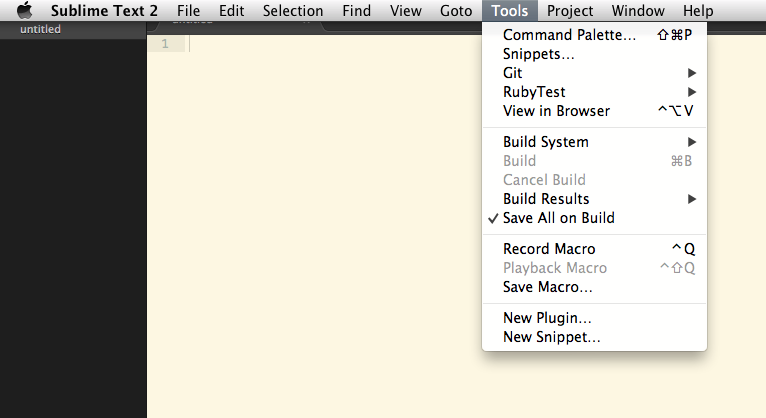 Sublime Text 2 File Edit Selection Find View Goto Tools Project Window Help
untitled
untitled
1
Command Palette... ⇧⌘P
Snippets...
Git ▶
RubyTest ▶
View in Browser ^⌥V
Build System ▶
Build ⌘B
Cancel Build
Build Results ▶
✓ Save All on Build
Record Macro ^Q
Playback Macro ^⇧Q
Save Macro...
New Plugin...
New Snippet...